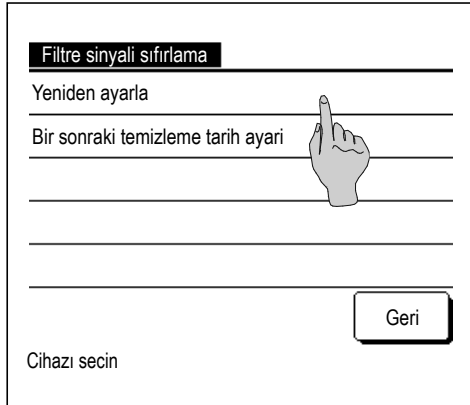 Filtre sinyali sıfırlama
Yeniden ayarla
Bir sonraki temizleme tarih ayari
Geri
Cihazı secin